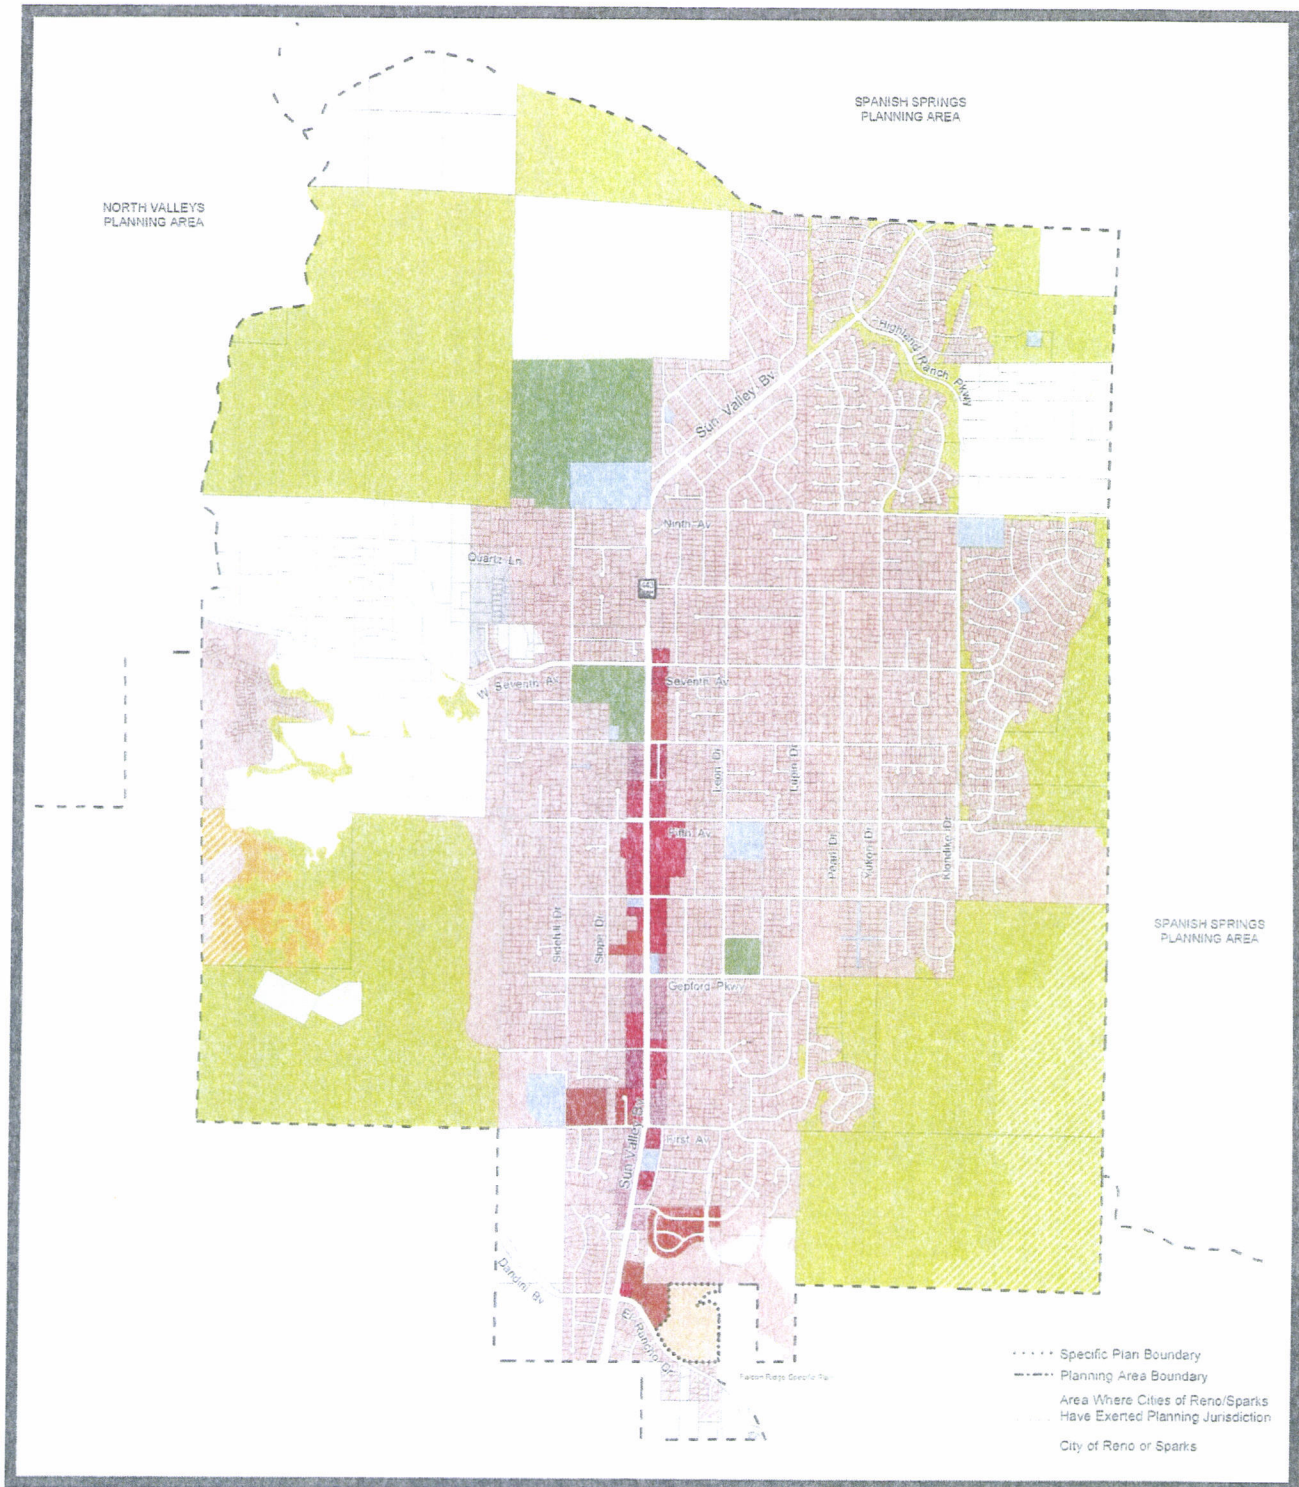 SPANISH SPRINGS
PLANNING AREA
NORTH VALLEYS
PLANNING AREA
Highland Ranch Pkwy
Sun Valley Bv
Ninth Av
Quartz Ln
443
W Seventh Av
Seventh Av
Leon Dr
Lupin Dr
Fifth Av
Pearl Dr
Yukon Dr
Klondike Dr
Sidehill Dr
Slope Dr
SPANISH SPRINGS
PLANNING AREA
Gepford Pkwy
Sun Valley Bv
First Av
Dandini Bv
El Rancho Dr
Specific Plan Boundary
Planning Area Boundary
Area Where Cities of Reno/Sparks
Have Exerted Planning Jurisdiction
City of Reno or Sparks